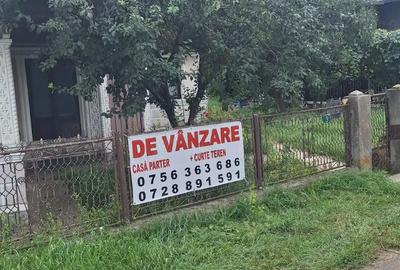 DE VÂNZARE
CASĂ PARTER + CURTE TEREN
0756 363 686
0728 891 591